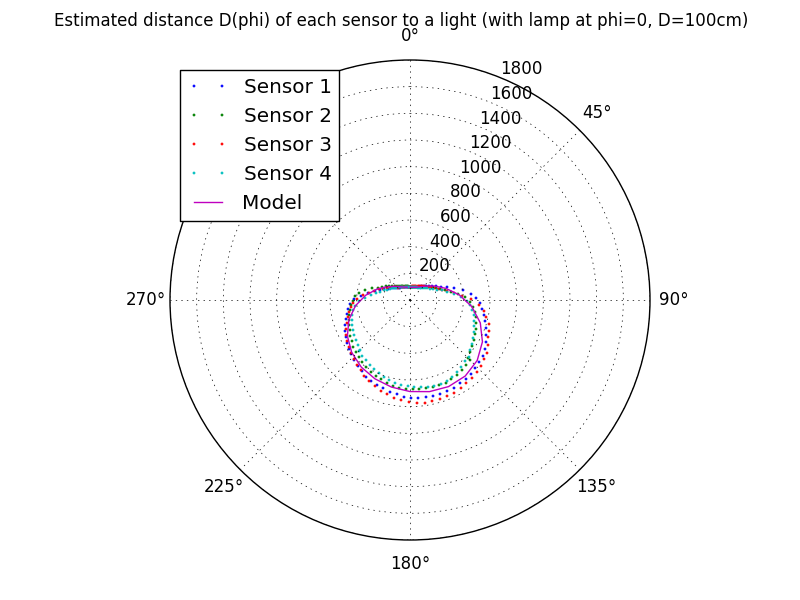 Estimated distance D(phi) of each sensor to a light (with lamp at phi=0, D=100cm)
0°
Sensor 1
Sensor 2
Sensor 3
Sensor 4
Model
1800
1600
1400
1200
1000
800
600
400
200
45°
270°
90°
225°
135°
180°